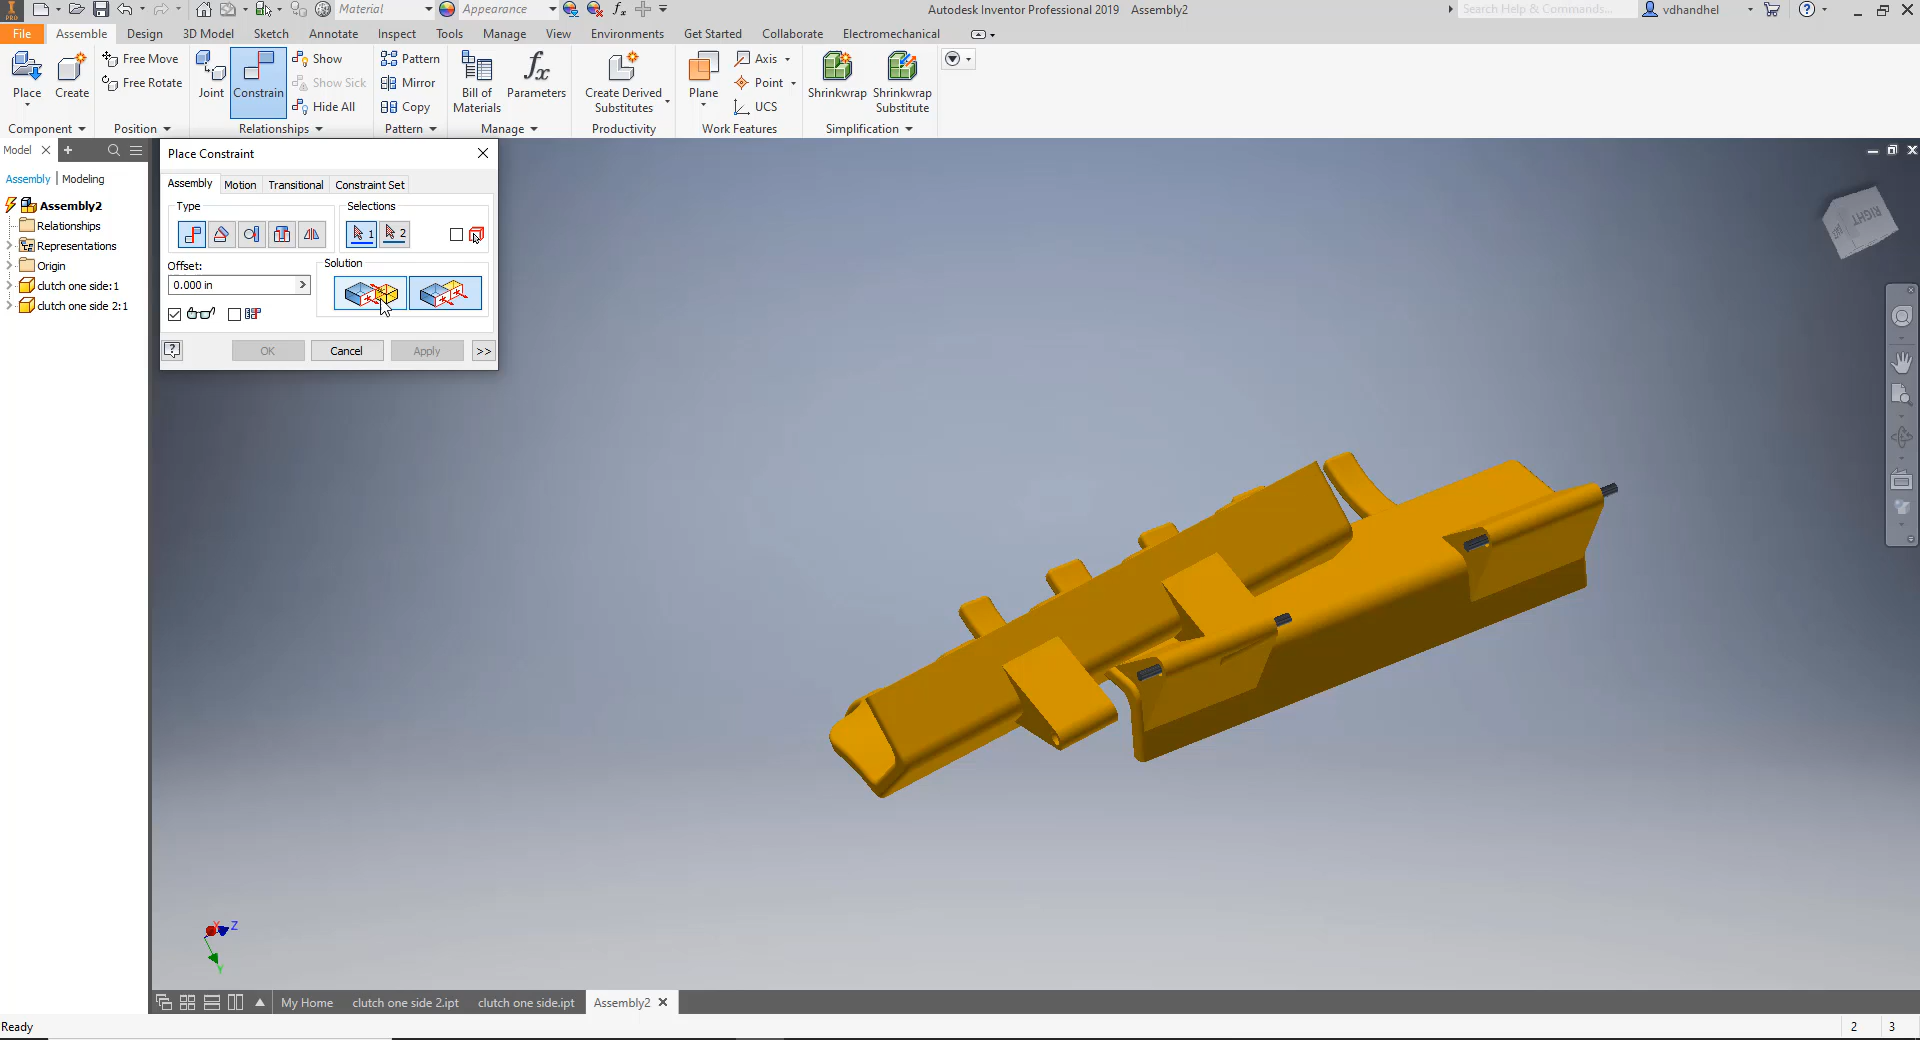 Material
Appearance
Autodesk Inventor Professional 2019 Assembly2
Search Help & Commands...
vdhandhel
PRO
File
Assemble
Design
3D Model
Sketch
Annotate
Inspect
Tools
Manage
View
Environments
Get Started
Collaborate
Electromechanical
Place
Create
Free Move
Free Rotate
Joint
Constrain
Show
Show Sick
Hide All
Pattern
Mirror
Copy
Bill of
Materials
fx
Parameters
Create Derived
Substitutes
Plane
Axis
Point
UCS
Shrinkwrap
Shrinkwrap
Substitute
Component
Position
Relationships
Pattern
Manage
Productivity
Work Features
Simplification
Model
Assembly | Modeling
Assembly2
Relationships
Representations
Origin
clutch one side:1
clutch one side 2:1
Place Constraint
Assembly
Motion
Transitional
Constraint Set
Type
Selections
1
2
Offset:
0.000 in
Solution
OK
Cancel
Apply
>>
RIGHT
X
Z
Y
My Home
clutch one side 2.ipt
clutch one side.ipt
Assembly2
Ready
2
3